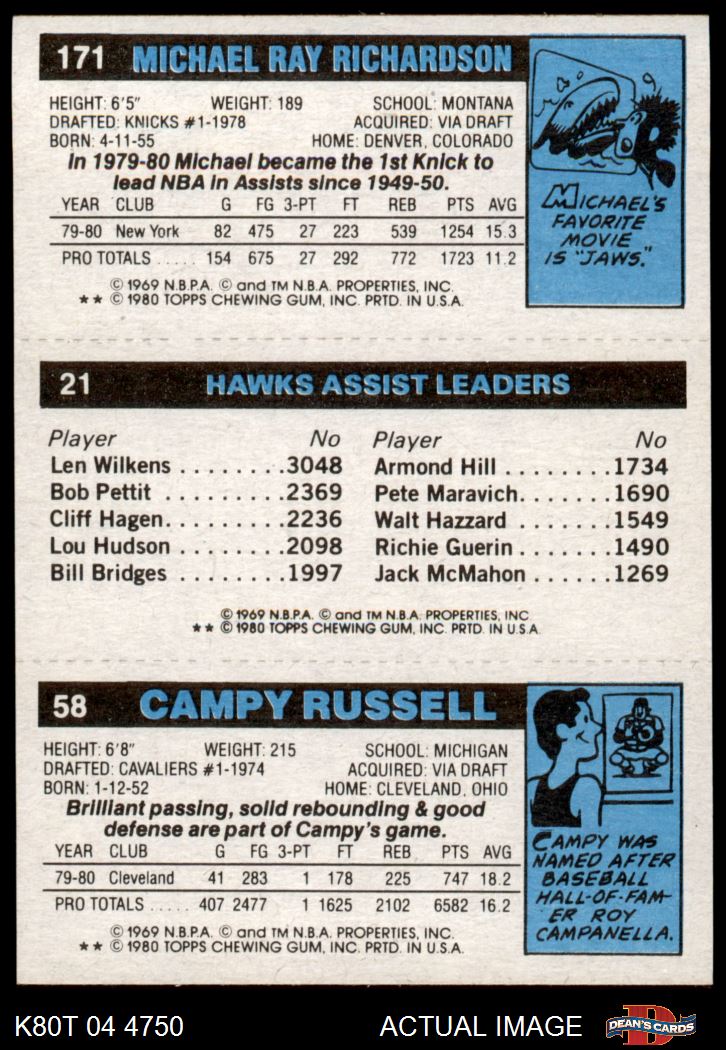 171 MICHAEL RAY RICHARDSON
HEIGHT: 6'5" WEIGHT: 189 SCHOOL: MONTANA
DRAFTED: KNICKS #1-1978 ACQUIRED: VIA DRAFT
BORN: 4-11-55 HOME: DENVER, COLORADO
In 1979-80 Michael became the 1st Knick to
lead NBA in Assists since 1949-50.
YEAR CLUB G FG 3-PT FT REB PTS AVG
79-80 New York 82 475 27 223 539 1254 15.3
PRO TOTALS ..... 154 675 27 292 772 1723 11.2
© 1969 N.B.P.A. © and TM N.B.A. PROPERTIES, INC.
** © 1980 TOPPS CHEWING GUM, INC. PRTD. IN U.S.A.
MICHAEL'S
FAVORITE
MOVIE
IS "JAWS."
21 HAWKS ASSIST LEADERS
Player No Player No
Len Wilkens ........3048 Armond Hill ........1734
Bob Pettit .........2369 Pete Maravich.......1690
Cliff Hagen.........2236 Walt Hazzard .......1549
Lou Hudson ........2098 Richie Guerin.......1490
Bill Bridges ........1997 Jack McMahon ......1269
© 1969 N.B.P.A. © and TM N.B.A. PROPERTIES, INC.
** © 1980 TOPPS CHEWING GUM, INC. PRTD. IN U.S.A.
58 CAMPY RUSSELL
HEIGHT: 6'8" WEIGHT: 215 SCHOOL: MICHIGAN
DRAFTED: CAVALIERS #1-1974 ACQUIRED: VIA DRAFT
BORN: 1-12-52 HOME: CLEVELAND, OHIO
Brilliant passing, solid rebounding & good
defense are part of Campy's game.
YEAR CLUB G FG 3-PT FT REB PTS AVG
79-80 Cleveland 41 283 1 178 225 747 18.2
PRO TOTALS ..... 407 2477 1 1625 2102 6582 16.2
© 1969 N.B.P.A. © and TM N.B.A. PROPERTIES, INC.
** © 1980 TOPPS CHEWING GUM, INC. PRTD. IN U.S.A.
CAMPY WAS
NAMED AFTER
BASEBALL
HALL-OF-FAM-
ER ROY
CAMPANELLA.
K80T 04 4750 ACTUAL IMAGE DEAN'S CARDS